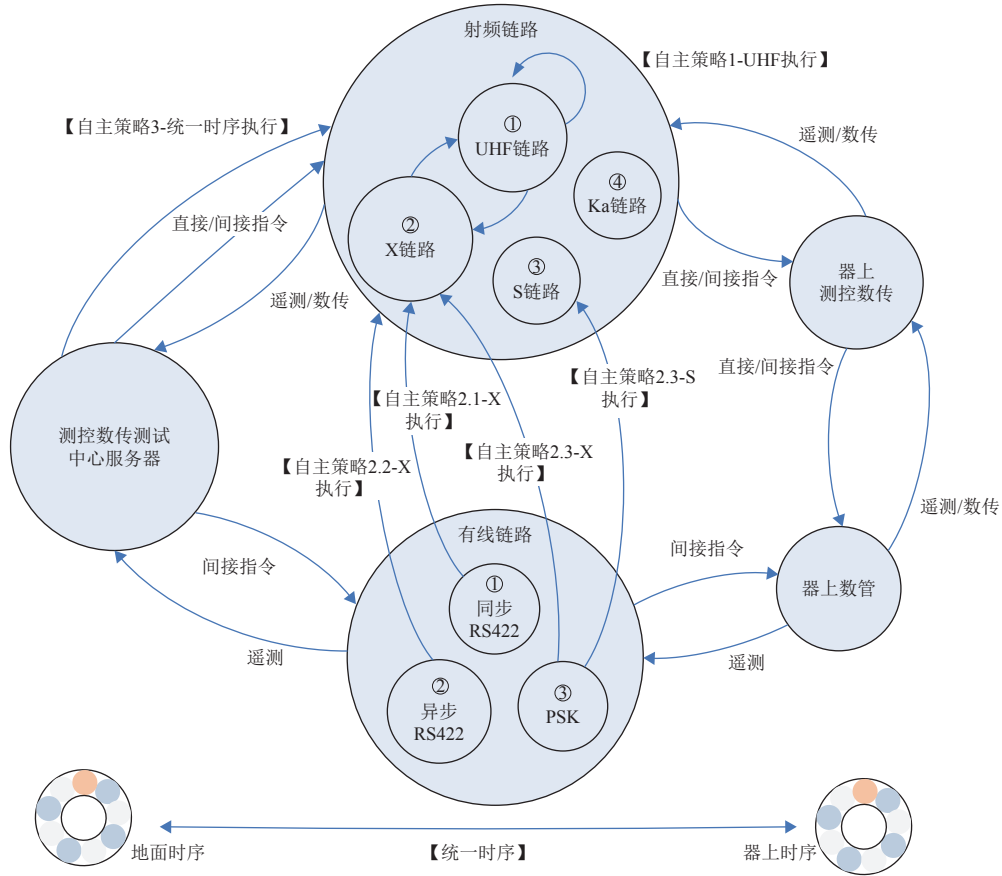 射频链路
【自主策略1-UHF执行】
①
UHF链路
④
Ka链路
②
X链路
③
S链路
【自主策略3-统一时序执行】
直接/间接指令
遥测/数传
遥测/数传
直接/间接指令
器上
测控数传
直接/间接指令
遥测/数传
测控数传测试
中心服务器
【自主策略2.1-X
执行】
【自主策略2.2-X
执行】
【自主策略2.3-X
执行】
【自主策略2.3-S
执行】
间接指令
遥测
有线链路
①
同步
RS422
②
异步
RS422
③
PSK
间接指令
遥测
器上数管
地面时序
【统一时序】
器上时序